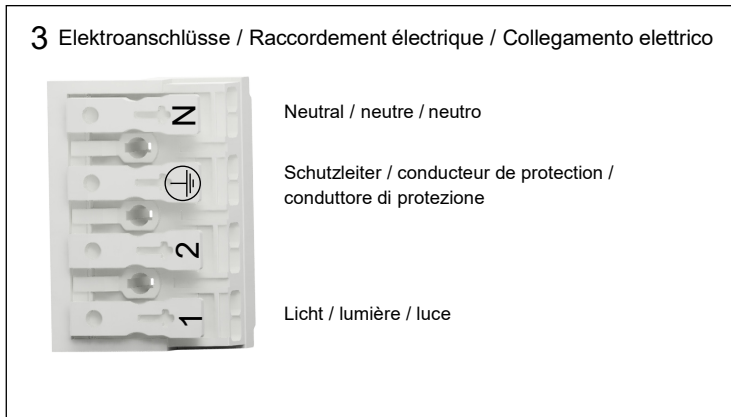 3 Elektroanschlüsse / Raccordement électrique / Collegamento elettrico
N
Neutral / neutre / neutro
Schutzleiter / conducteur de protection /
conduttore di protezione
2
1
Licht / lumière / luce